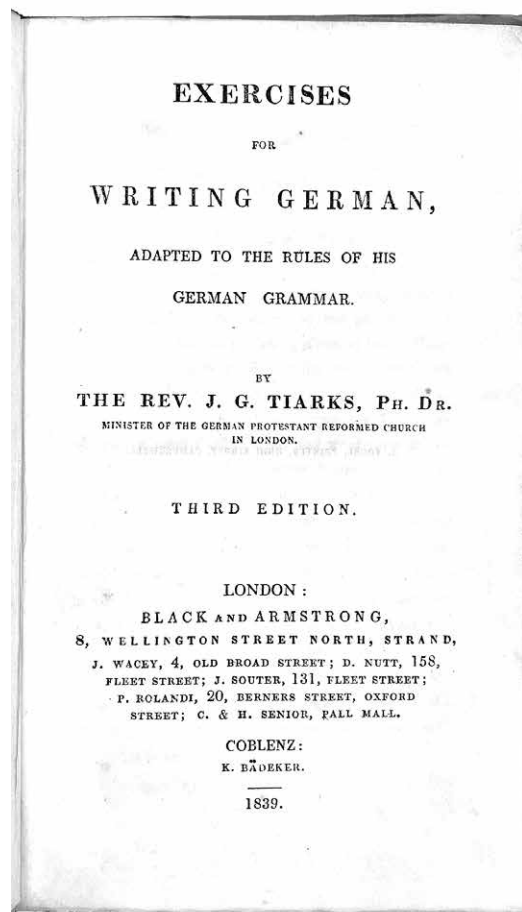 EXERCISES
FOR
WRITING GERMAN,
ADAPTED TO THE RULES OF HIS
GERMAN GRAMMAR.
BY
THE REV. J. G. TIARKS, PH. DR.
MINISTER OF THE GERMAN PROTESTANT REFORMED CHURCH
IN LONDON.
THIRD EDITION.
LONDON:
BLACK AND ARMSTRONG,
8, WELLINGTON STREET NORTH, STRAND,
J. WACEY, 4, OLD BROAD STREET; D. NUTT, 158,
FLEET STREET; J. SOUTER, 131, FLEET STREET;
P. ROLANDI, 20, BERNERS STREET, OXFORD
STREET; C. & H. SENIOR, PALL MALL.
COBLENZ:
K. BÄDEKER.
1839.